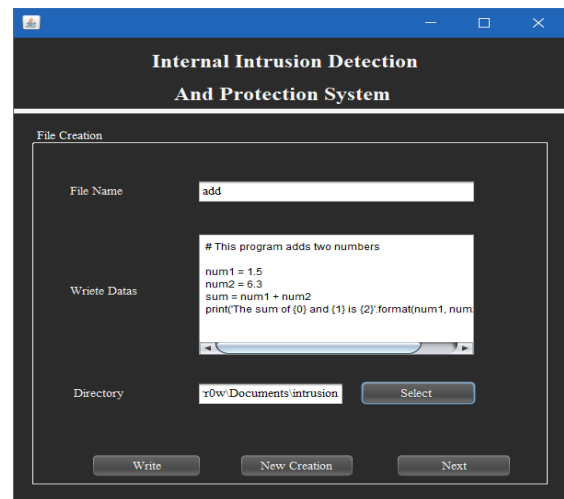 Internal Intrusion Detection
And Protection System
File Creation
File Name
add
# This program adds two numbers
num1 = 1.5
num2 = 6.3
Wriete Datas
sum = num1 + num2
print('The sum of {0} and {1} is {2}'.format(num1, num
Directory
r0w\Documents\intrusion
Select
Write
New Creation
Next